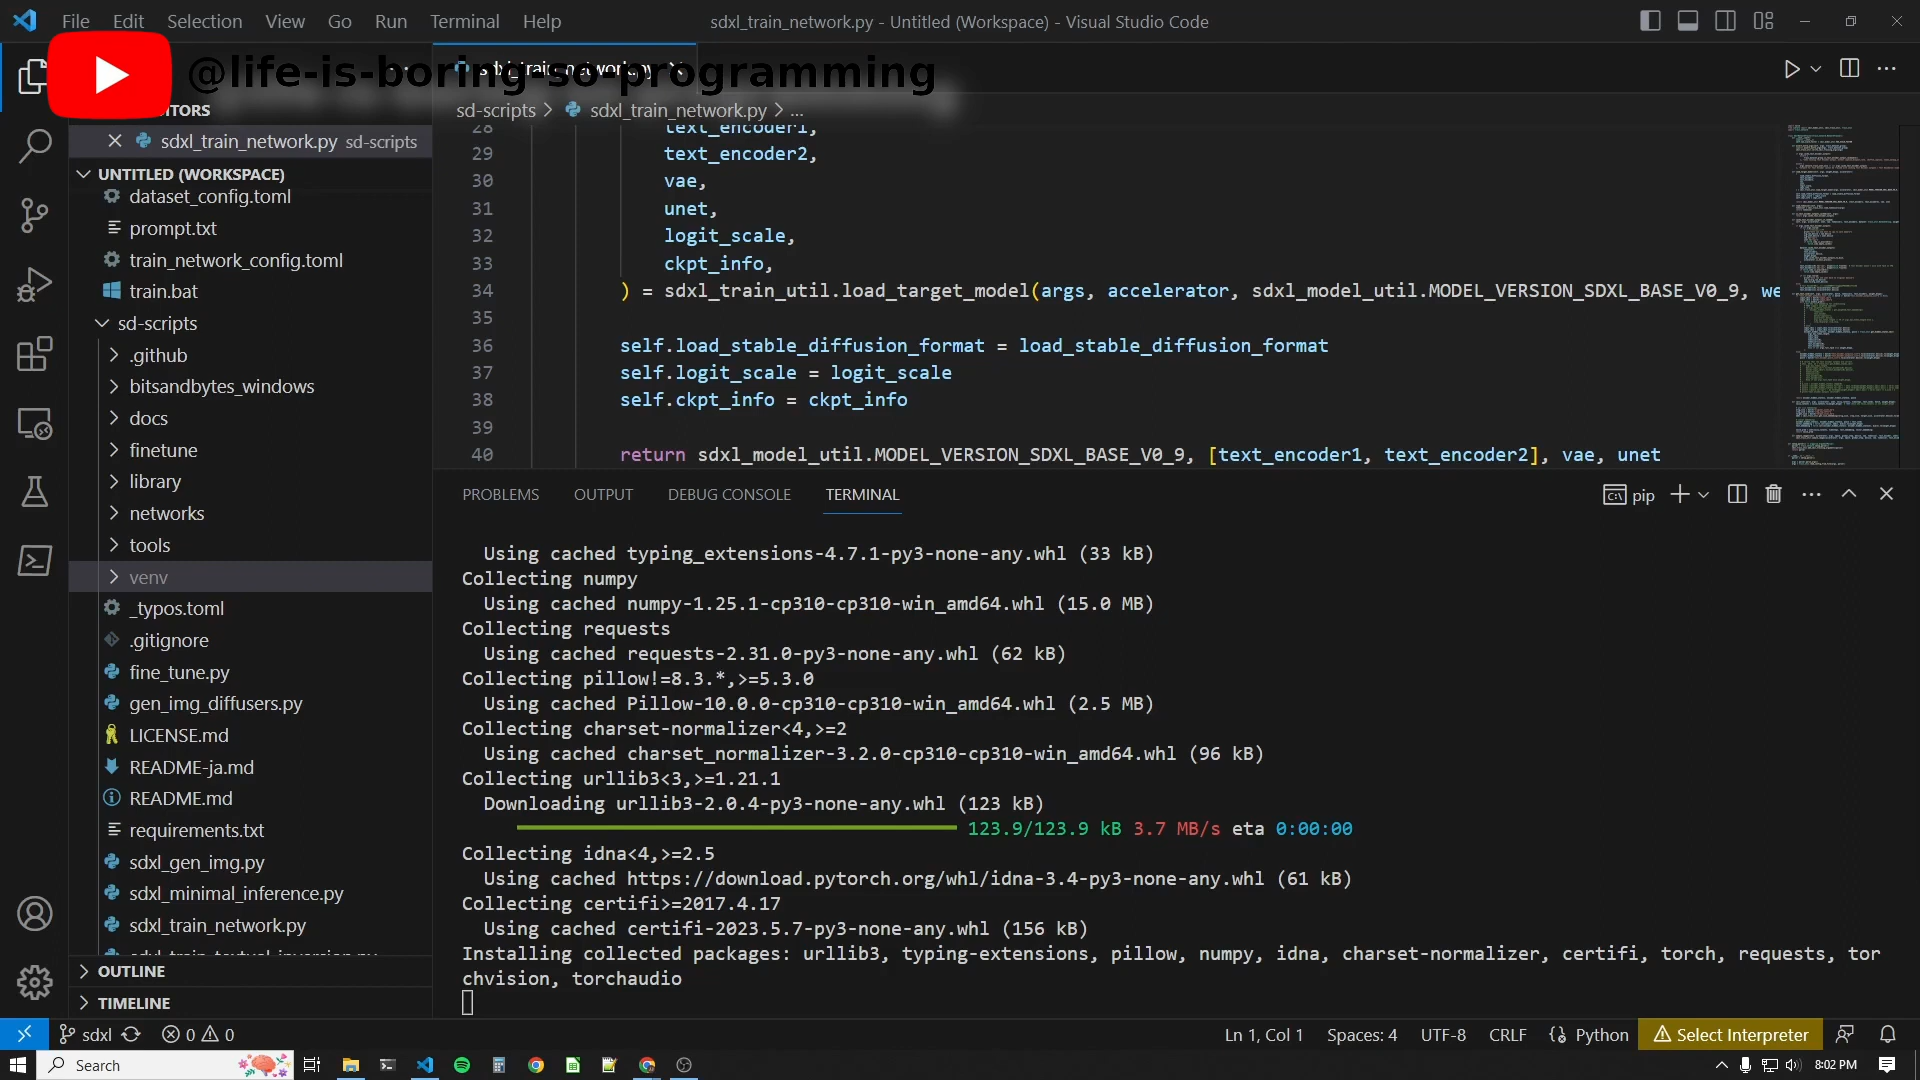 File Edit Selection View Go Run Terminal Help
sdxl_train_network.py - Untitled (Workspace) - Visual Studio Code
@life-is-boring-so-programming
sdxl_train_network.py
sd-scripts > sdxl_train_network.py > ...
sdxl_train_network.py sd-scripts
UNTITLED (WORKSPACE)
dataset_config.toml
prompt.txt
train_network_config.toml
train.bat
sd-scripts
.github
bitsandbytes_windows
docs
finetune
library
networks
tools
venv
_typos.toml
.gitignore
fine_tune.py
gen_img_diffusers.py
LICENSE.md
README-ja.md
README.md
requirements.txt
sdxl_gen_img.py
sdxl_minimal_inference.py
sdxl_train_network.py
OUTLINE
TIMELINE
28 text_encoder1,
29 text_encoder2,
30 vae,
31 unet,
32 logit_scale,
33 ckpt_info,
34 ) = sdxl_train_util.load_target_model(args, accelerator, sdxl_model_util.MODEL_VERSION_SDXL_BASE_V0_9, we
35
36 self.load_stable_diffusion_format = load_stable_diffusion_format
37 self.logit_scale = logit_scale
38 self.ckpt_info = ckpt_info
39
40 return sdxl_model_util.MODEL_VERSION_SDXL_BASE_V0_9, [text_encoder1, text_encoder2], vae, unet
PROBLEMS OUTPUT DEBUG CONSOLE TERMINAL
pip
Using cached typing_extensions-4.7.1-py3-none-any.whl (33 kB)
Collecting numpy
Using cached numpy-1.25.1-cp310-cp310-win_amd64.whl (15.0 MB)
Collecting requests
Using cached requests-2.31.0-py3-none-any.whl (62 kB)
Collecting pillow!=8.3.*,>=5.3.0
Using cached Pillow-10.0.0-cp310-cp310-win_amd64.whl (2.5 MB)
Collecting charset-normalizer<4,>=2
Using cached charset_normalizer-3.2.0-cp310-cp310-win_amd64.whl (96 kB)
Collecting urllib3<3,>=1.21.1
Downloading urllib3-2.0.4-py3-none-any.whl (123 kB)
123.9/123.9 kB 3.7 MB/s eta 0:00:00
Collecting idna<4,>=2.5
Using cached https://download.pytorch.org/whl/idna-3.4-py3-none-any.whl (61 kB)
Collecting certifi>=2017.4.17
Using cached certifi-2023.5.7-py3-none-any.whl (156 kB)
Installing collected packages: urllib3, typing-extensions, pillow, numpy, idna, charset-normalizer, certifi, torch, requests, tor
chvision, torchaudio
sdxl 0 0
Ln 1, Col 1 Spaces: 4 UTF-8 CRLF Python Select Interpreter
Search
8:02 PM